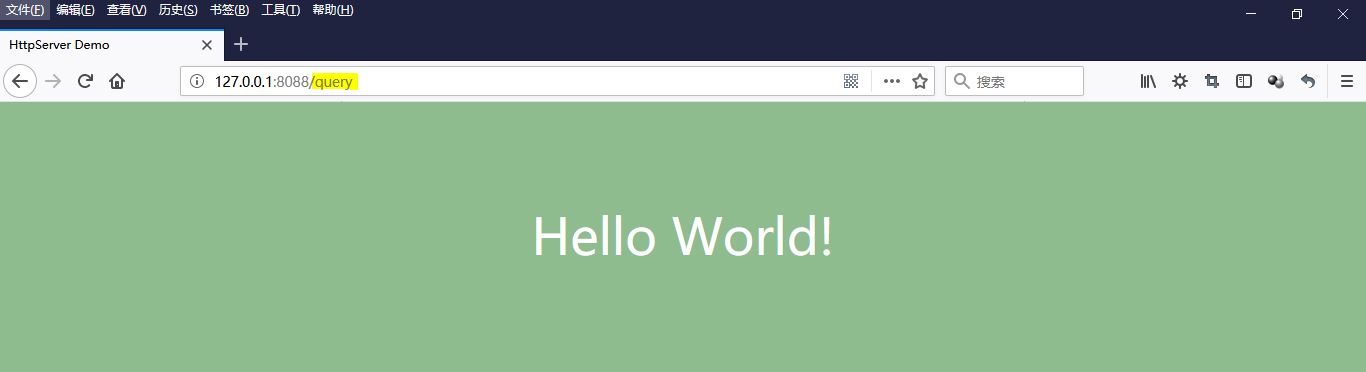 文件(F) 编辑(E) 查看(V) 历史(S) 书签(B) 工具(T) 帮助(H)
HttpServer Demo
127.0.0.1:8088/query 搜索
Hello World!